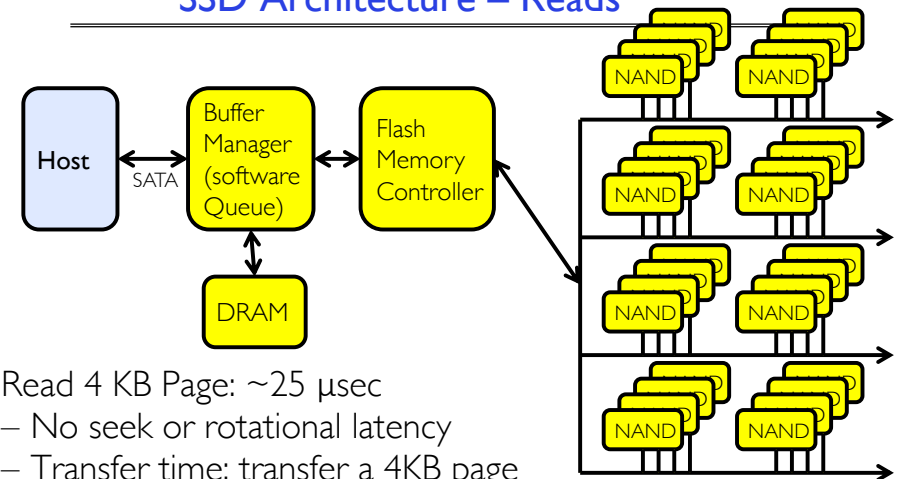 SSD Architecture – Reads
Host
SATA
Buffer
Manager
(software
Queue)
Flash
Memory
Controller
DRAM
NAND
NAND
NAND
NAND
NAND
NAND
NAND
NAND
Read 4 KB Page: ~25 μsec
– No seek or rotational latency
– Transfer time: transfer a 4KB page